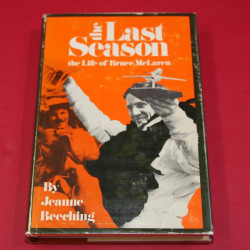 the Last
Season
the Life of Bruce McLaren
By
Jeanne
Beeching